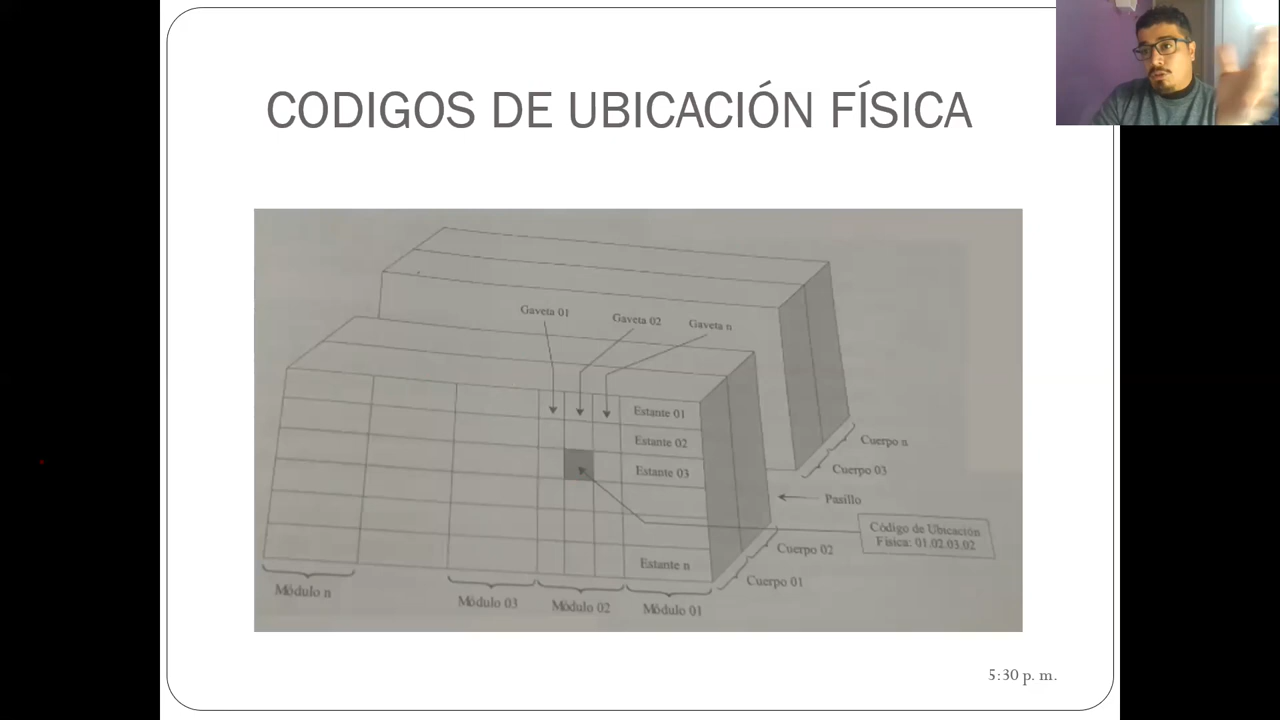 CODIGOS DE UBICACIÓN FÍSICA
Gaveta 01
Gaveta 02
Gaveta n
Estante 01
Estante 02
Estante 03
Estante n
Cuerpo n
Cuerpo 03
Pasillo
Código de Ubicación
Física: 01.02.03.02
Cuerpo 02
Cuerpo 01
Módulo n
Módulo 03
Módulo 02
Módulo 01
5:30 p. m.